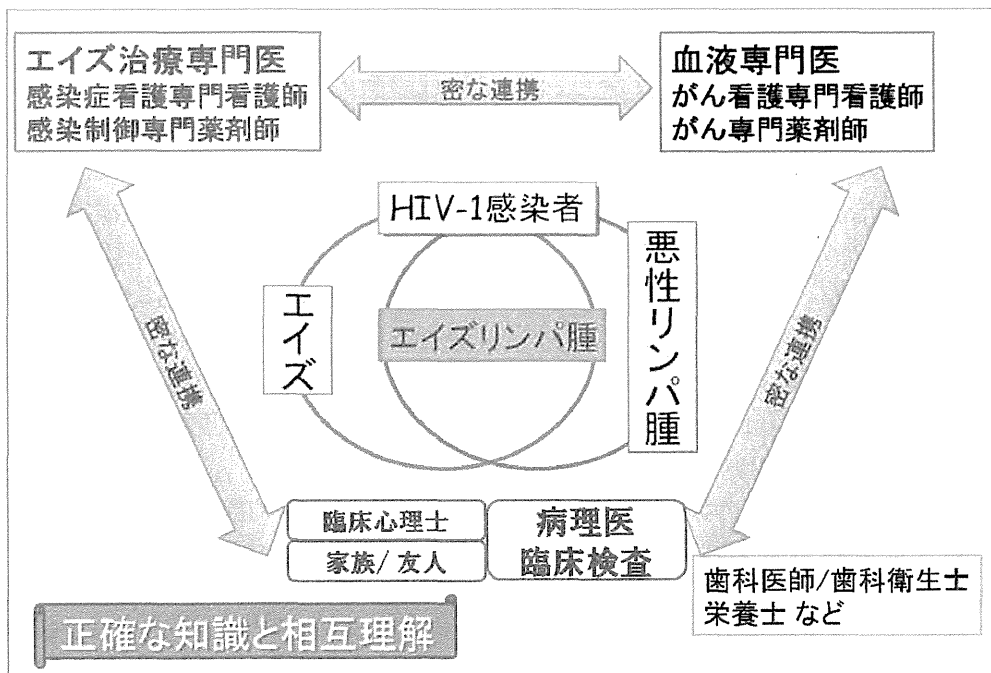 エイズ治療専門医
感染症看護専門看護師
感染制御専門薬剤師
密な連携
血液専門医
がん看護専門看護師
がん専門薬剤師
HIV-1感染者
エイズ
悪性リンパ腫
エイズリンパ腫
密な連携
密な連携
臨床心理士
家族/友人
病理医
臨床検査
歯科医師/歯科衛生士
栄養士 など
正確な知識と相互理解